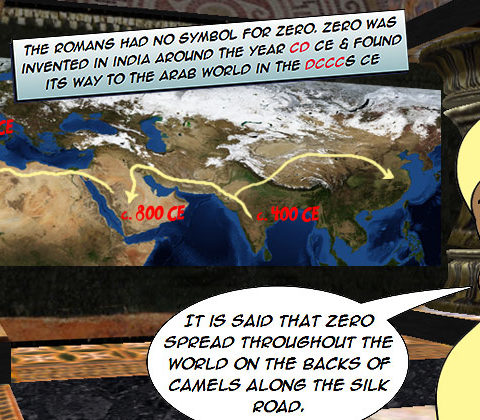 THE ROMANS HAD NO SYMBOL FOR ZERO. ZERO WAS
INVENTED IN INDIA AROUND THE YEAR CD CE & FOUND
ITS WAY TO THE ARAB WORLD IN THE DCCCS CE
CE
c. 800 CE
c. 400 CE
IT IS SAID THAT ZERO
SPREAD THROUGHOUT THE
WORLD ON THE BACKS OF
CAMELS ALONG THE SILK
ROAD.